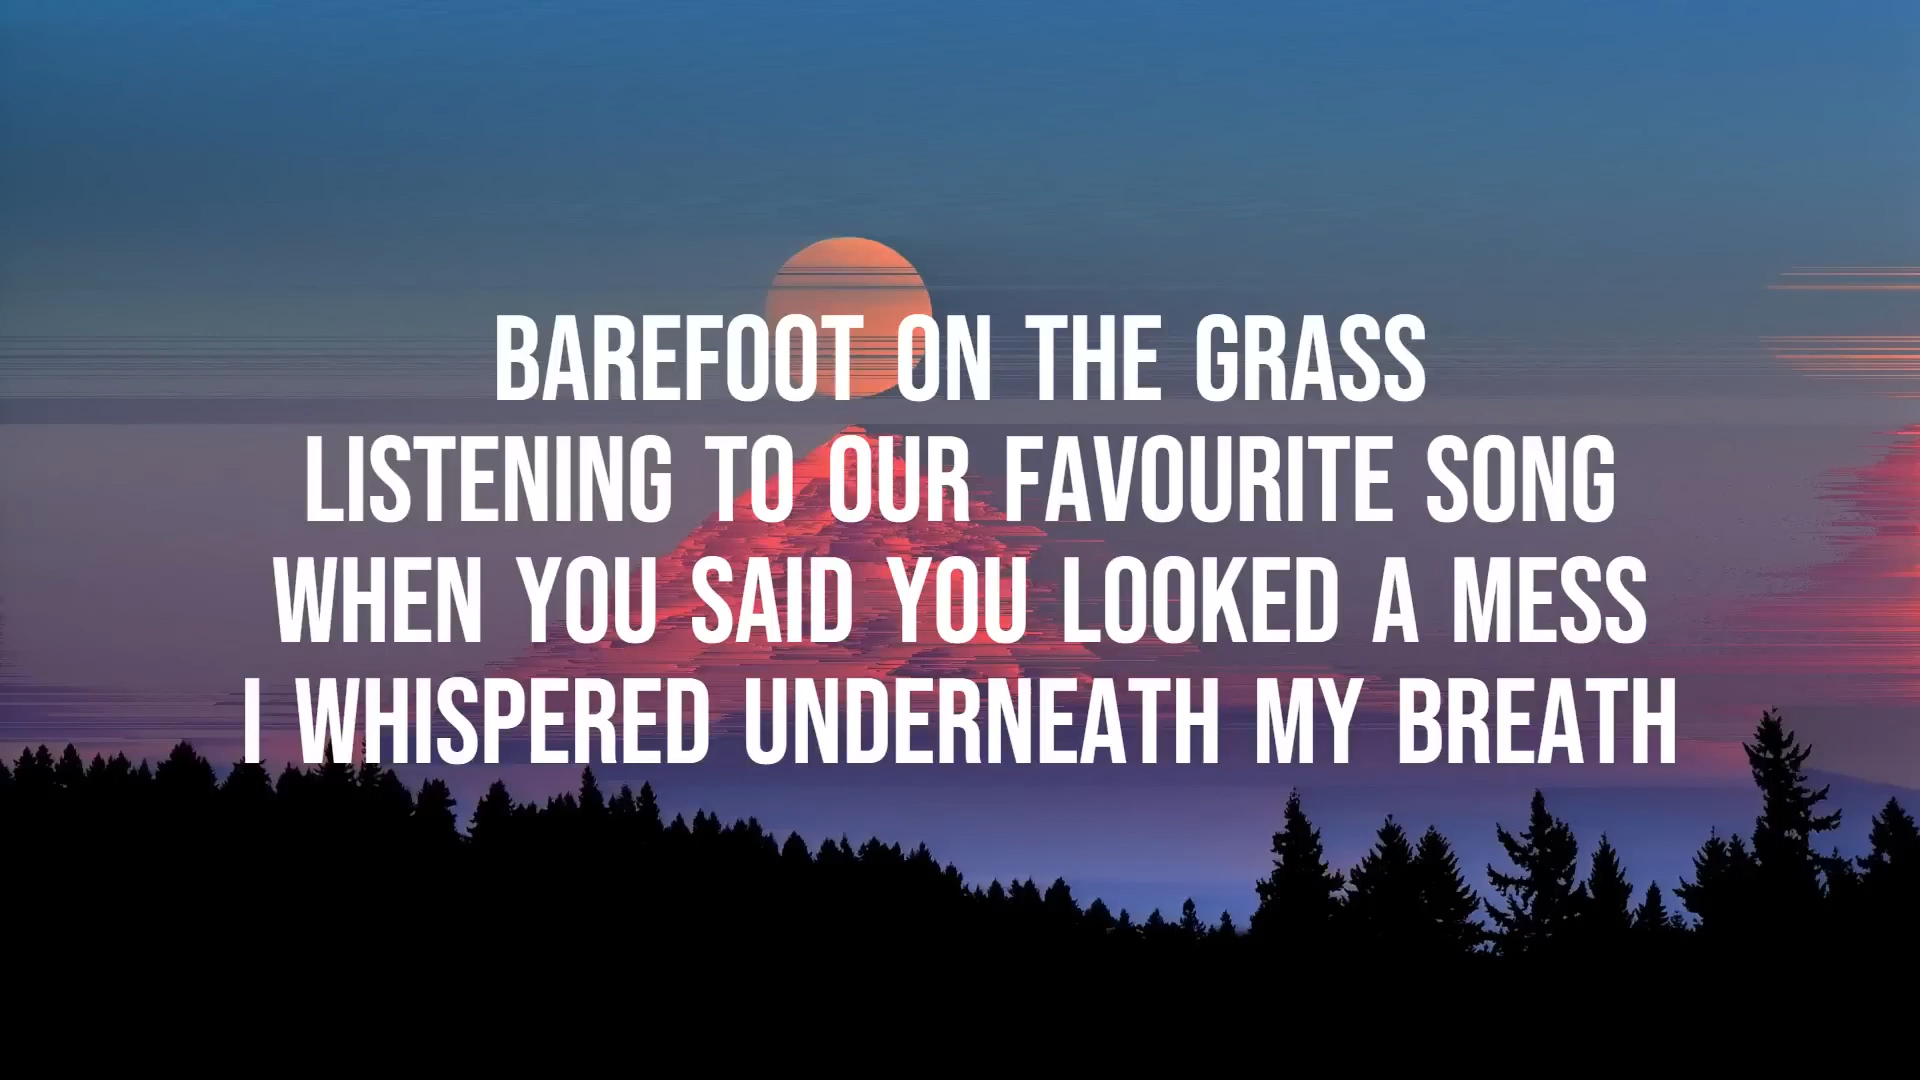 BAREFOOT ON THE GRASS
LISTENING TO OUR FAVOURITE SONG
WHEN YOU SAID YOU LOOKED A MESS
I WHISPERED UNDERNEATH MY BREATH